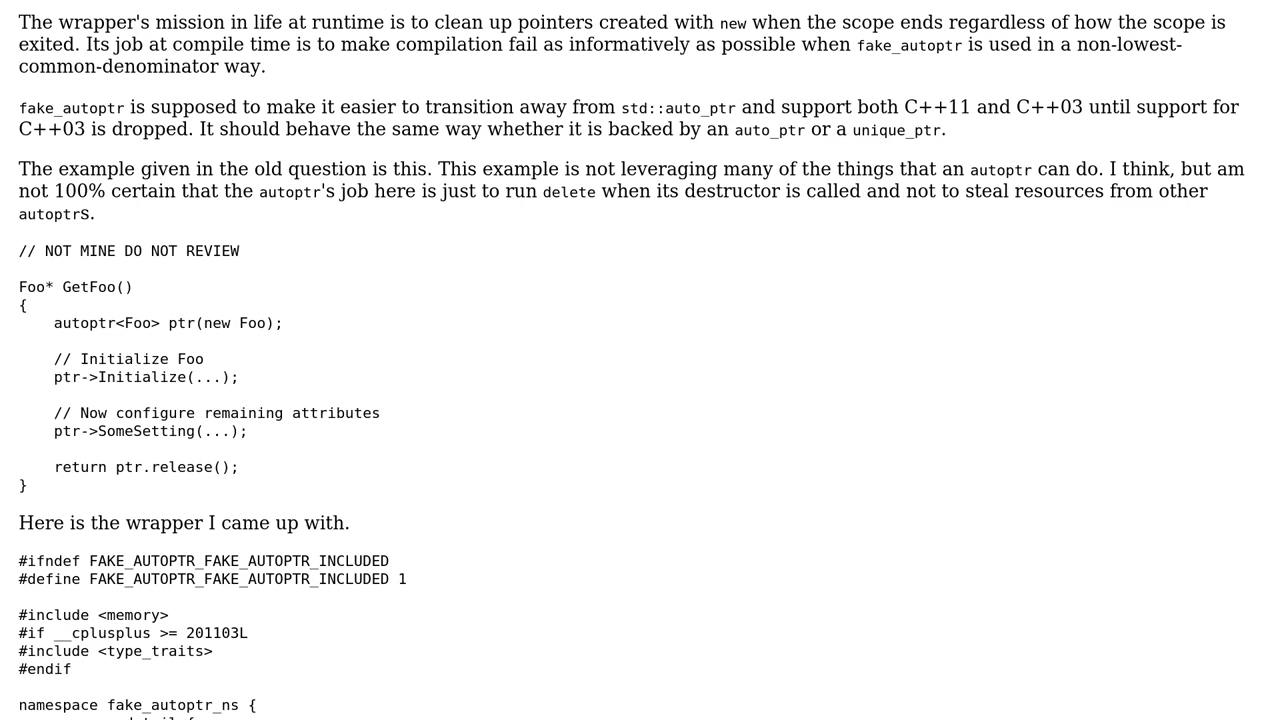 The wrapper's mission in life at runtime is to clean up pointers created with new when the scope ends regardless of how the scope is
exited. Its job at compile time is to make compilation fail as informatively as possible when fake_autoptr is used in a non-lowest-
common-denominator way.
fake_autoptr is supposed to make it easier to transition away from std::auto_ptr and support both C++11 and C++03 until support for
C++03 is dropped. It should behave the same way whether it is backed by an auto_ptr or a unique_ptr.
The example given in the old question is this. This example is not leveraging many of the things that an autoptr can do. I think, but am
not 100% certain that the autoptr's job here is just to run delete when its destructor is called and not to steal resources from other
autoptrs.
// NOT MINE DO NOT REVIEW
Foo* GetFoo()
{
    autoptr<Foo> ptr(new Foo);
    // Initialize Foo
    ptr->Initialize(...);
    // Now configure remaining attributes
    ptr->SomeSetting(...);
    return ptr.release();
}
Here is the wrapper I came up with.
#ifndef FAKE_AUTOPTR_FAKE_AUTOPTR_INCLUDED
#define FAKE_AUTOPTR_FAKE_AUTOPTR_INCLUDED 1
#include <memory>
#if __cplusplus >= 201103L
#include <type_traits>
#endif
namespace fake_autoptr_ns {